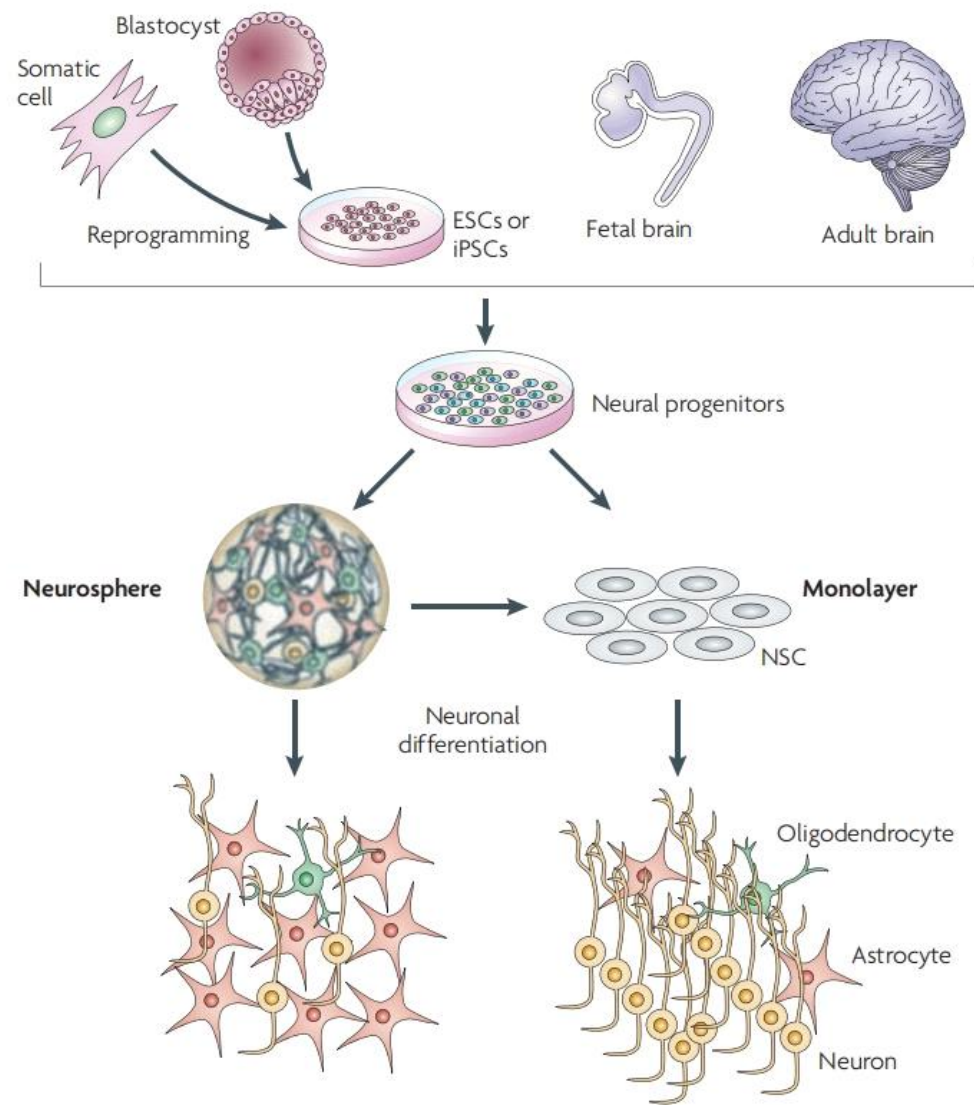 Blastocyst
Somatic
cell
Reprogramming
ESCs or
iPSCs
Fetal brain
Adult brain
Neural progenitors
Neurosphere
Monolayer
NSC
Neuronal
differentiation
Oligodendrocyte
Astrocyte
Neuron